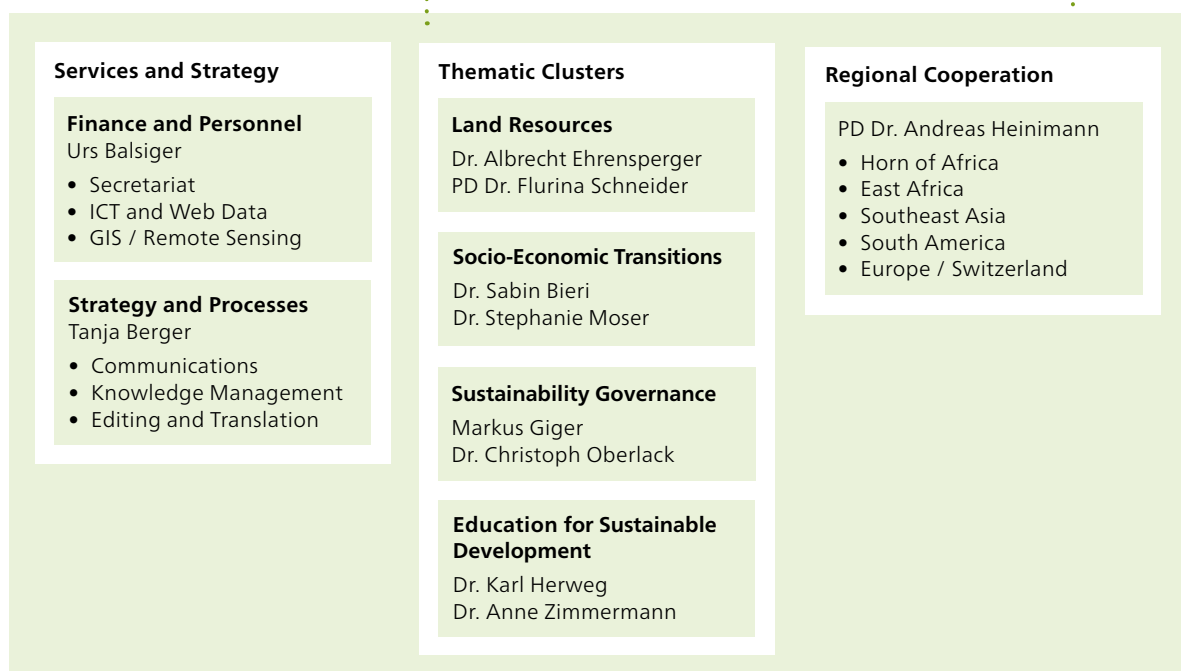 Services and Strategy
Finance and Personnel
Urs Balsiger
• Secretariat
• ICT and Web Data
• GIS / Remote Sensing
Strategy and Processes
Tanja Berger
• Communications
• Knowledge Management
• Editing and Translation
Thematic Clusters
Land Resources
Dr. Albrecht Ehrensperger
PD Dr. Flurina Schneider
Socio-Economic Transitions
Dr. Sabin Bieri
Dr. Stephanie Moser
Sustainability Governance
Markus Giger
Dr. Christoph Oberlack
Education for Sustainable
Development
Dr. Karl Herweg
Dr. Anne Zimmermann
Regional Cooperation
PD Dr. Andreas Heinimann
• Horn of Africa
• East Africa
• Southeast Asia
• South America
• Europe / Switzerland